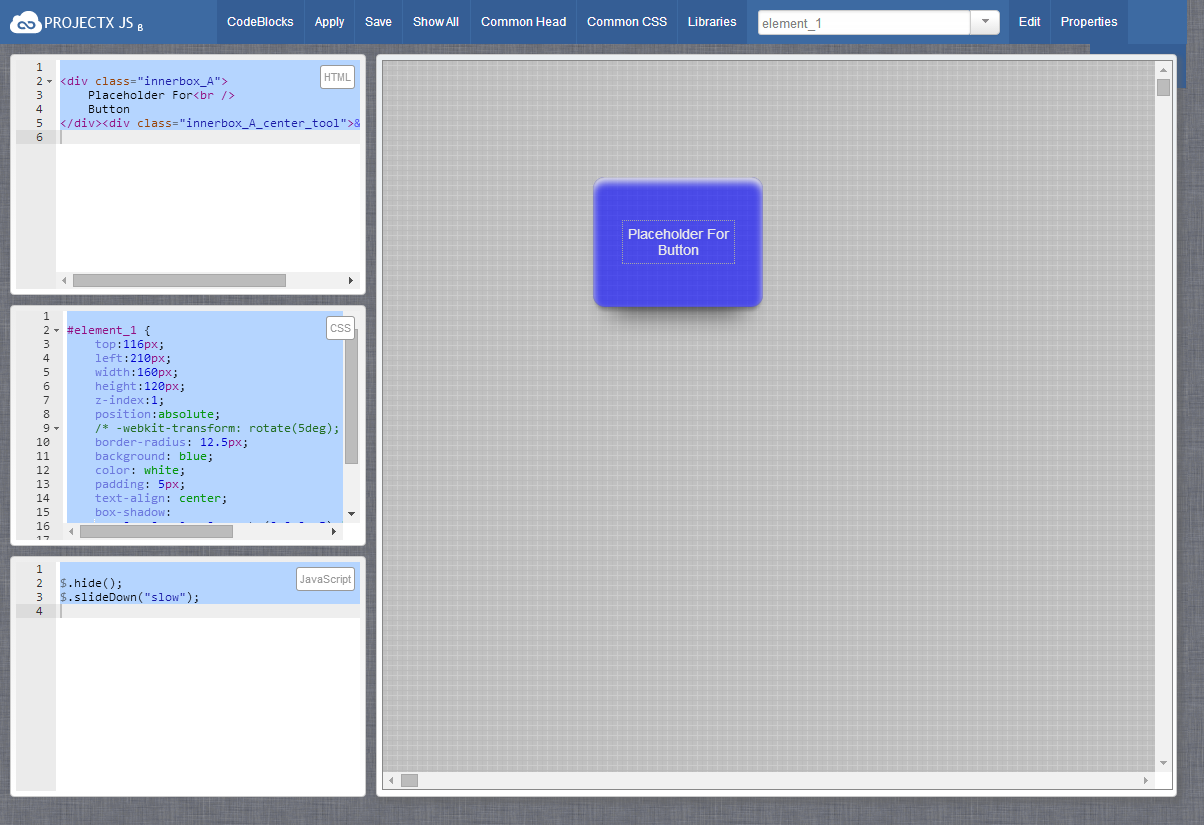 PROJECTX JS β
CodeBlocks
Apply
Save
Show All
Common Head
Common CSS
Libraries
element_1
Edit
Properties
HTML
1
2 <div class="innerbox_A">
3 Placeholder For<br />
4 Button
5 </div><div class="innerbox_A_center_tool">&
6
CSS
1
2 #element_1 {
3 top:116px;
4 left:210px;
5 width:160px;
6 height:120px;
7 z-index:1;
8 position:absolute;
9 /* -webkit-transform: rotate(5deg);
10 border-radius: 12.5px;
11 background: blue;
12 color: white;
13 padding: 5px;
14 text-align: center;
15 box-shadow:
16
17
JavaScript
1
2 $.hide();
3 $.slideDown("slow");
4
Placeholder For
Button